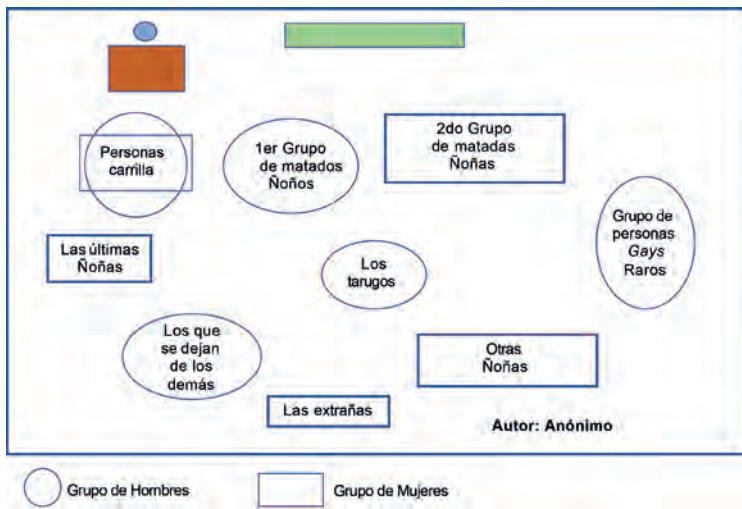 Personas
carrilla
1er Grupo
de matados
Ñoños
2do Grupo
de matadas
Ñoñas
Grupo de
personas
Gays
Raros
Las últimas
Ñoñas
Los
tarugos
Los que
se dejan
de los
demás
Otras
Ñoñas
Las extrañas
Autor: Anónimo
Grupo de Hombres
Grupo de Mujeres